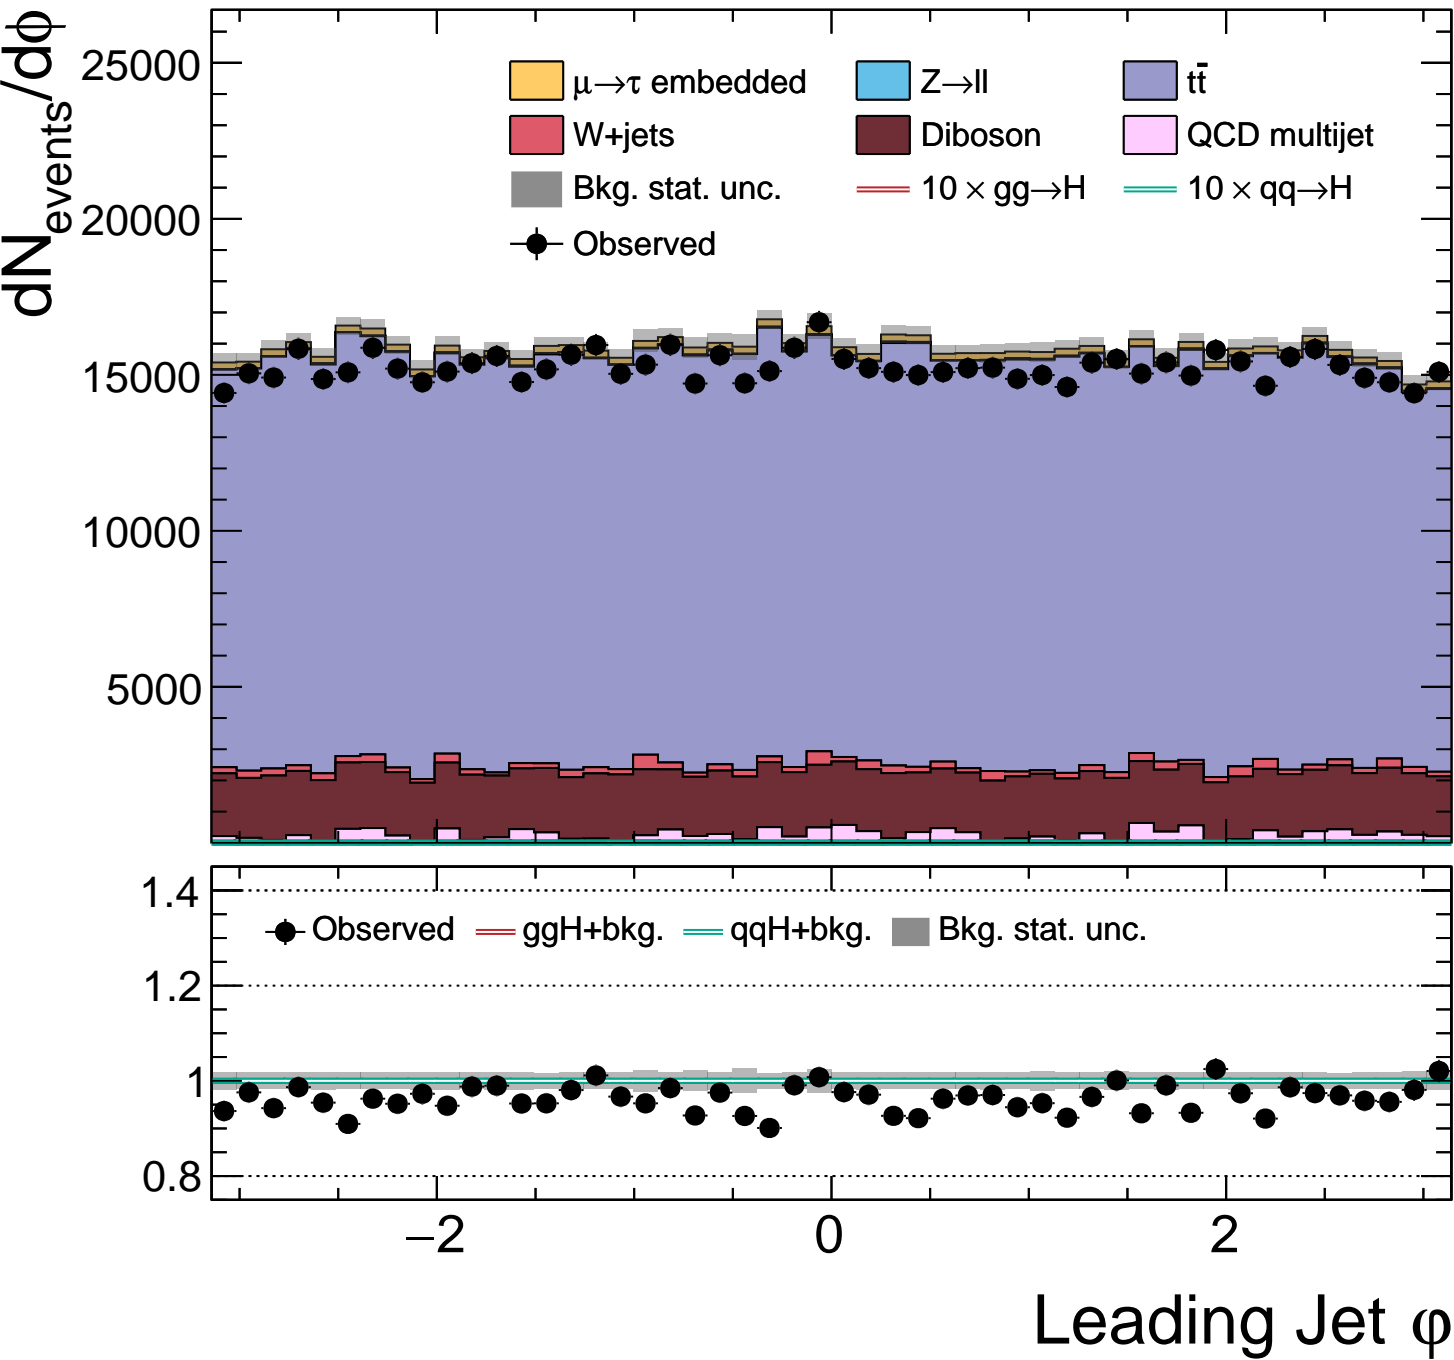 dN_events/dϕ
25000
20000
15000
10000
5000
μ→τ embedded
Z→ll
tt̄
W+jets
Diboson
QCD multijet
Bkg. stat. unc.
10 × gg→H
10 × qq→H
Observed
1.4
1.2
1
0.8
Observed
ggH+bkg.
qqH+bkg.
Bkg. stat. unc.
−2
0
2
Leading Jet φ